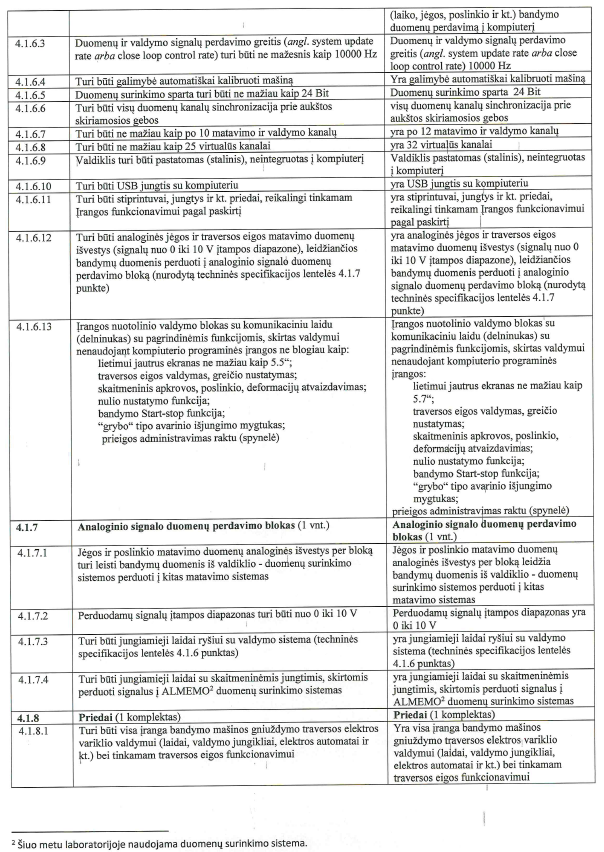 (laiko, jėgos, poslinkio ir kt.) bandymo
duomenų perdavimą į kompiuterį
4.1.6.3
Duomenų ir valdymo signalų perdavimo greitis (angl. system update
rate arba close loop control rate) turi būti ne mažesnis kaip 10000 Hz
Duomenų ir valdymo signalų perdavimo
greitis (angl. system update rate arba close
loop control rate) 10000 Hz
4.1.6.4
Turi būti galimybė automatiškai kalibruoti mašiną
Yra galimybė automatiškai kalibruoti mašiną
4.1.6.5
Duomenų surinkimo sparta turi būti ne mažiau kaip 24 Bit
Duomenų surinkimo sparta 24 Bit
4.1.6.6
Turi būti visų duomenų kanalų sinchronizacija prie aukštos
skiriamosios gebos
visų duomenų kanalų sinchronizacija prie
aukštos skiriamosios gebos
4.1.6.7
Turi būti ne mažiau kaip po 10 matavimo ir valdymo kanalų
yra po 12 matavimo ir valdymo kanalų
4.1.6.8
Turi būti ne mažiau kaip 25 virtualūs kanalai
yra 32 virtualūs kanalai
4.1.6.9
Valdiklis turi būti pastatomas (stalinis), neintegruotas į kompiuterį
Valdiklis pastatomas (stalinis), neintegruotas
į kompiuterį
4.1.6.10
Turi būti USB jungtis su kompiuteriu
yra USB jungtis su kompiuteriu
4.1.6.11
Turi būti stiprintuvai, jungtys ir kt. priedai, reikalingi tinkamam
Įrangos funkcionavimui pagal paskirtį
yra stiprintuvai, jungtys ir kt. priedai,
reikalingi tinkamam Įrangos funkcionavimui
pagal paskirtį
4.1.6.12
Turi būti analoginės jėgos ir traversos eigos matavimo duomenų
išvestys (signalų nuo 0 iki 10 V įtampos diapazone), leidžiančios
bandymų duomenis perduoti į analoginio signalo duomenų
perdavimo bloką (nurodytą techninės specifikacijos lentelės 4.1.7
punkte)
yra analoginės jėgos ir traversos eigos
matavimo duomenų išvestys (signalų nuo 0
iki 10 V įtampos diapazone), leidžiančios
bandymų duomenis perduoti į analoginio
signalo duomenų perdavimo bloką (nurodytą
techninės specifikacijos lentelės 4.1.7
punkte)
4.1.6.13
Įrangos nuotolinio valdymo blokas su komunikaciniu laidu
(delninukas) su pagrindinėmis funkcijomis, skirtas valdymui
nenaudojant kompiuterio programinės įrangos ne blogiau kaip:
lietimui jautrus ekranas ne mažiau kaip 5.5“;
traversos eigos valdymas, greičio nustatymas;
skaitmeninis apkrovos, poslinkio, deformacijų atvaizdavimas;
nulio nustatymo funkcija;
bandymo Start-stop funkcija;
“grybo“ tipo avarinio išjungimo mygtukas;
prieigos administravimas raktu (spynelė)
Įrangos nuotolinio valdymo blokas su
komunikaciniu laidu (delninukas) su
pagrindinėmis funkcijomis, skirtas valdymui
nenaudojant kompiuterio programinės
įrangos:
lietimui jautrus ekranas ne mažiau kaip
5.7“;
traversos eigos valdymas, greičio
nustatymas;
skaitmeninis apkrovos, poslinkio,
deformacijų atvaizdavimas;
nulio nustatymo funkcija;
bandymo Start-stop funkcija;
“grybo“ tipo avarinio išjungimo
mygtukas;
prieigos administravimas raktu (spynelė)
4.1.7
Analoginio signalo duomenų perdavimo blokas (1 vnt.)
Analoginio signalo duomenų perdavimo
blokas (1 vnt.)
4.1.7.1
Jėgos ir poslinkio matavimo duomenų analoginės išvestys per bloką
turi leisti bandymų duomenis iš valdiklio - duomenų surinkimo
sistemos perduoti į kitas matavimo sistemas
Jėgos ir poslinkio matavimo duomenų
analoginės išvestys per bloką leidžia
bandymų duomenis iš valdiklio - duomenų
surinkimo sistemos perduoti į kitas
matavimo sistemas
4.1.7.2
Perduodamų signalų įtampos diapazonas turi būti nuo 0 iki 10 V
Perduodamų signalų įtampos diapazonas yra
0 iki 10 V
4.1.7.3
Turi būti jungiamieji laidai ryšiui su valdymo sistema (techninės
specifikacijos lentelės 4.1.6 punktas)
yra jungiamieji laidai ryšiui su valdymo
sistema (techninės specifikacijos lentelės
4.1.6 punktas)
4.1.7.4
Turi būti jungiamieji laidai su skaitmeninėmis jungtimis, skirtomis
perduoti signalus į ALMEMO² duomenų surinkimo sistemas
yra jungiamieji laidai su skaitmeninėmis
jungtimis, skirtomis perduoti signalus į
ALMEMO² duomenų surinkimo sistemas
4.1.8
Priedai (1 komplektas)
Priedai (1 komplektas)
4.1.8.1
Turi būti visa įranga bandymo mašinos gniuždymo traversos elektros
variklio valdymui (laidai, valdymo jungikliai, elektros automatai ir
kt.) bei tinkamam traversos eigos funkcionavimui
Yra visa įranga bandymo mašinos
gniuždymo traversos elektros variklio
valdymui (laidai, valdymo jungikliai,
elektros automatai ir kt.) bei tinkamam
traversos eigos funkcionavimui
² Šiuo metu laboratorijoje naudojama duomenų surinkimo sistema.